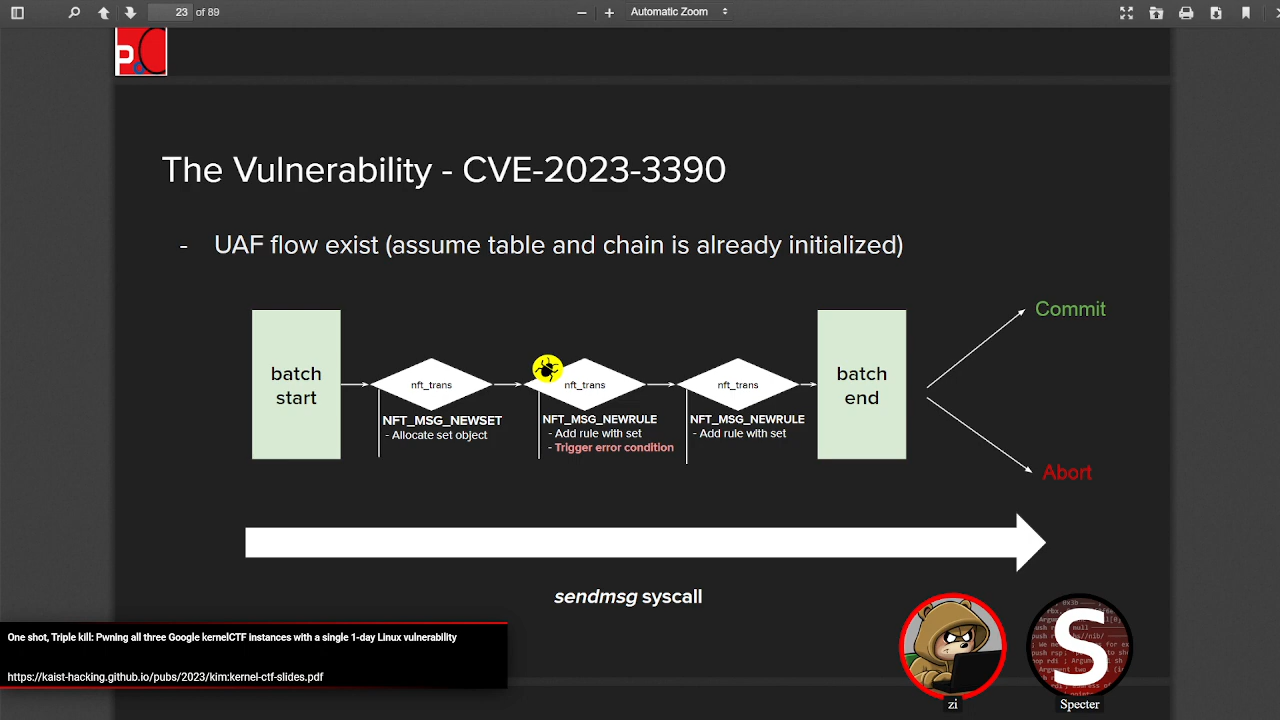 23 of 89
Automatic Zoom
The Vulnerability - CVE-2023-3390
- UAF flow exist (assume table and chain is already initialized)
batch
start
nft_trans
NFT_MSG_NEWSET
- Allocate set object
nft_trans
NFT_MSG_NEWRULE
- Add rule with set
- Trigger error condition
nft_trans
NFT_MSG_NEWRULE
- Add rule with set
batch
end
Commit
Abort
sendmsg syscall
One shot, Triple kill: Pwning all three Google kernelCTF instances with a single 1-day Linux vulnerability
https://kaist-hacking.github.io/pubs/2023/kim:kernel-ctf-slides.pdf
S
zi
Specter